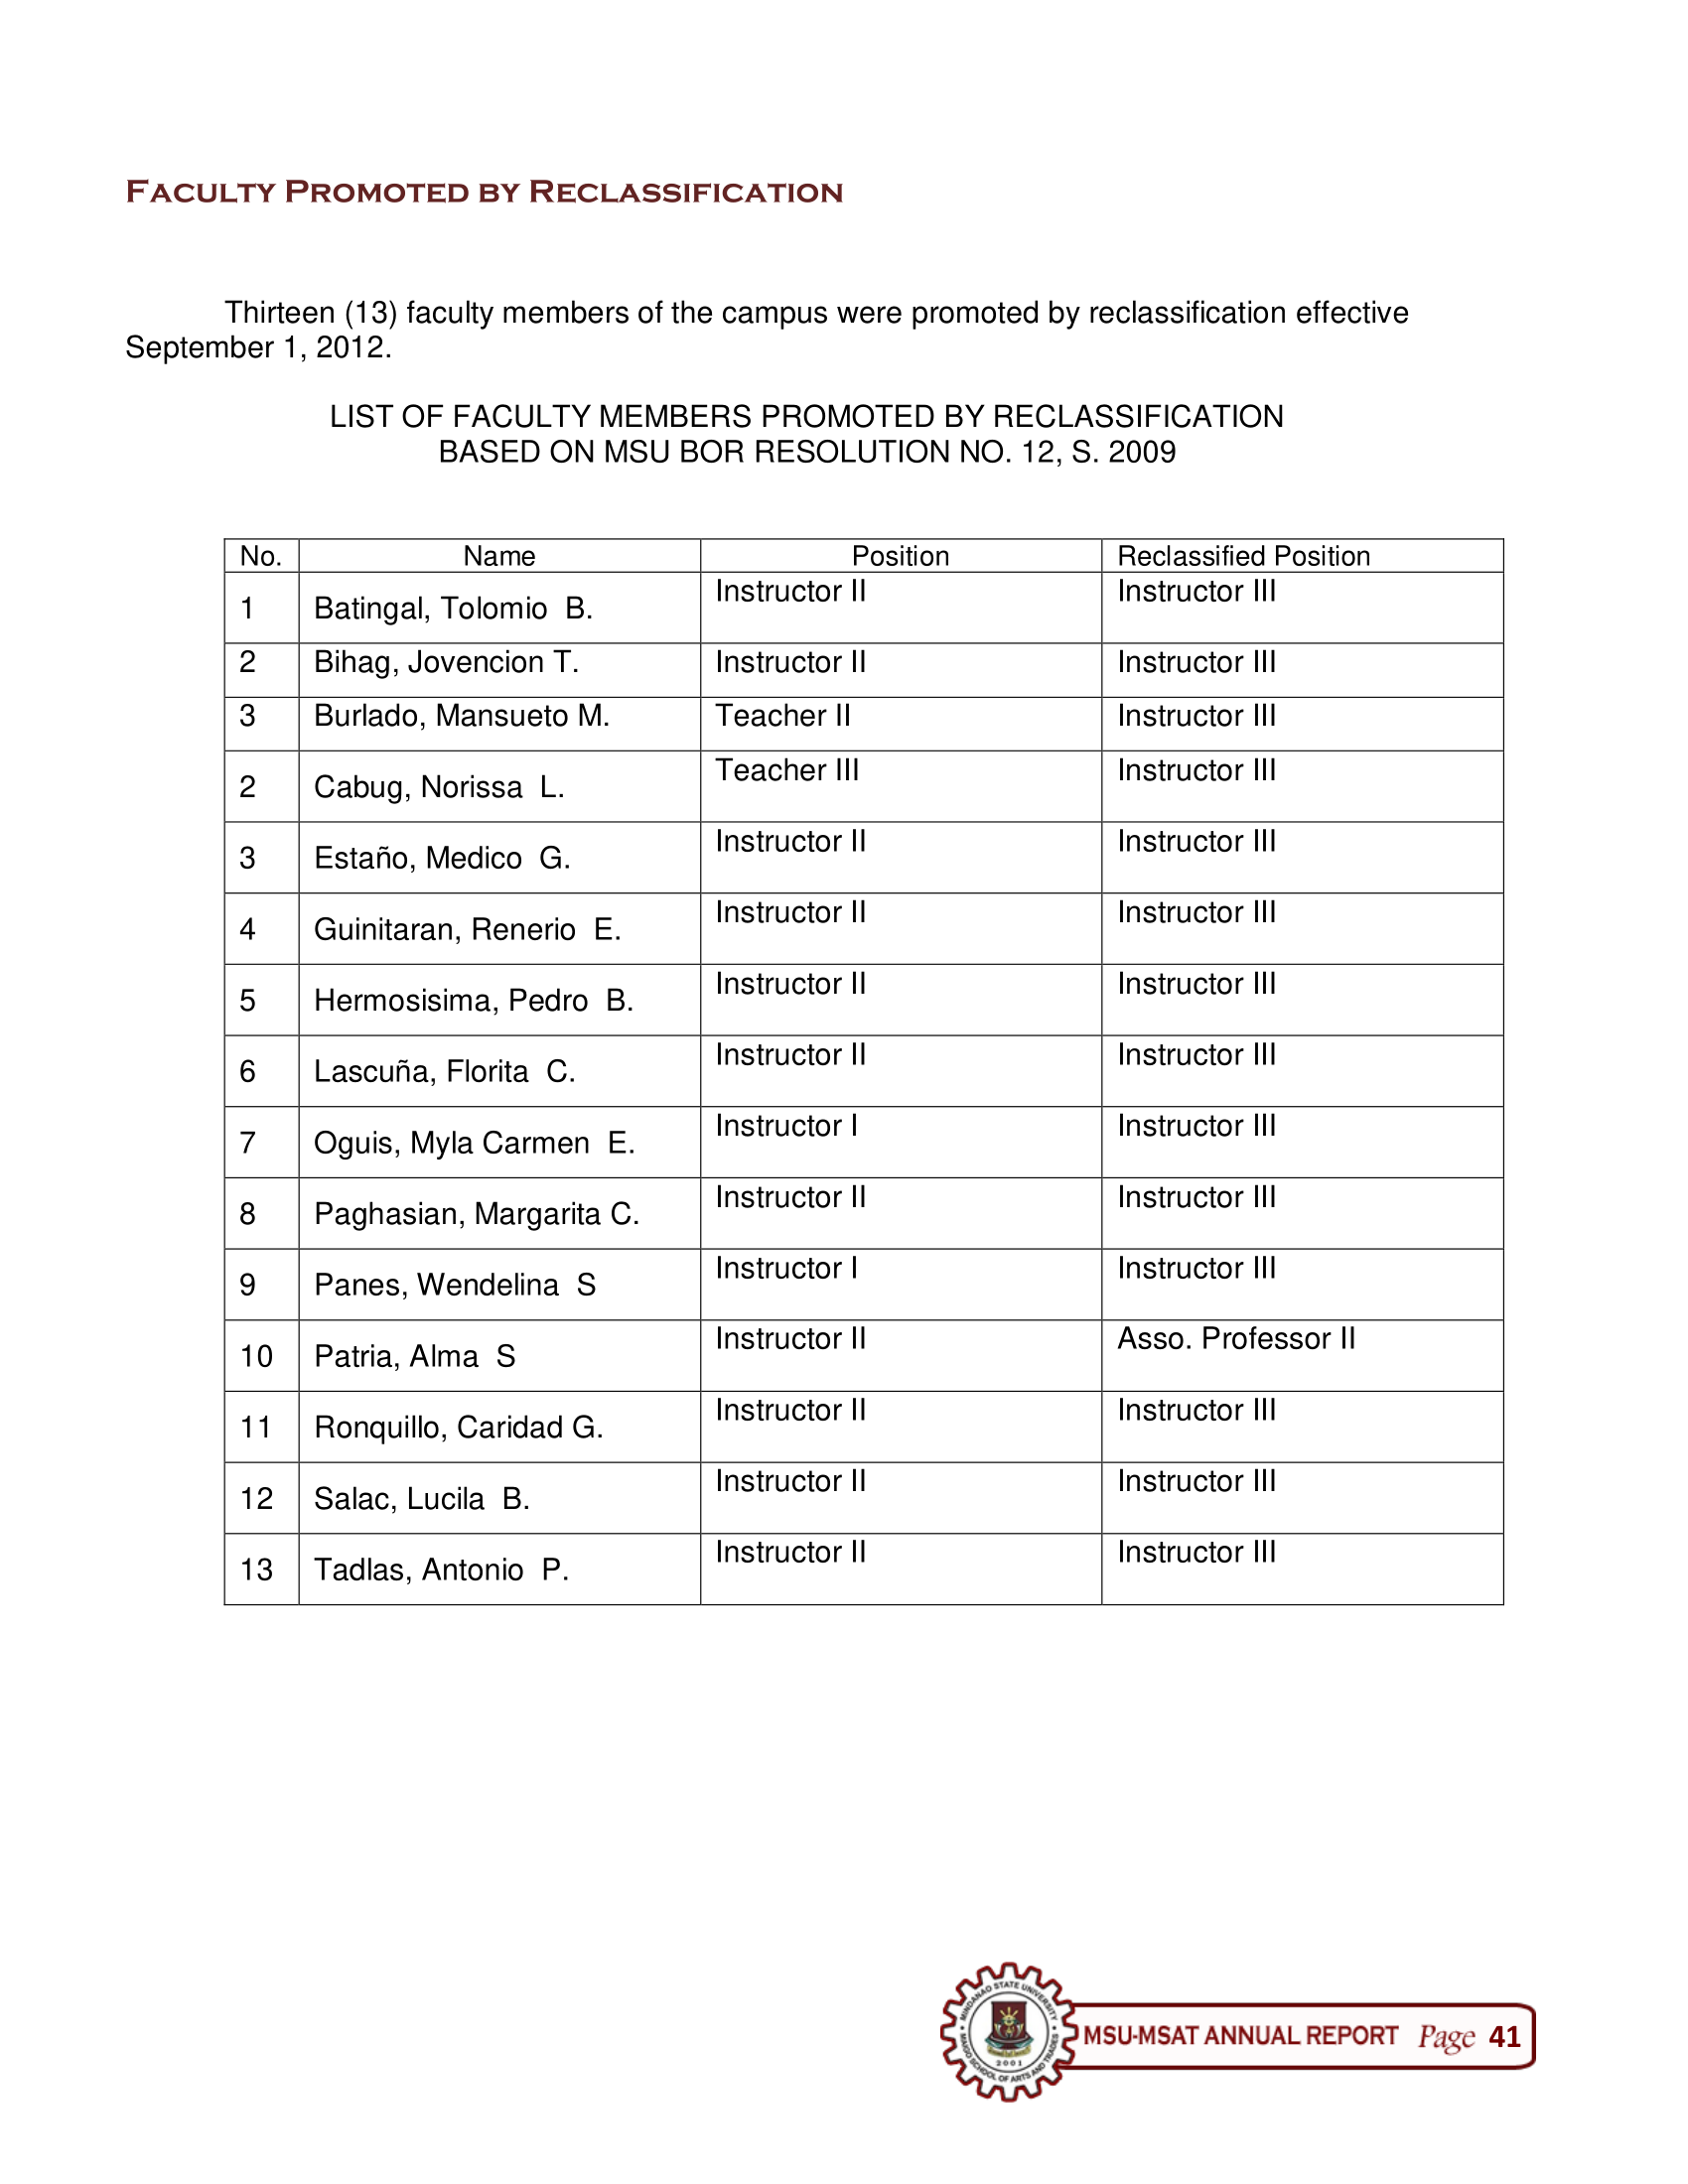 Faculty Promoted by Reclassification
Thirteen (13) faculty members of the campus were promoted by reclassification effective
September 1, 2012.
LIST OF FACULTY MEMBERS PROMOTED BY RECLASSIFICATION
BASED ON MSU BOR RESOLUTION NO. 12, S. 2009
No. Name Position Reclassified Position
1 Batingal, Tolomio B. Instructor II Instructor III
2 Bihag, Jovencion T. Instructor II Instructor III
3 Burlado, Mansueto M. Teacher II Instructor III
2 Cabug, Norissa L. Teacher III Instructor III
3 Estaño, Medico G. Instructor II Instructor III
4 Guinitaran, Renerio E. Instructor II Instructor III
5 Hermosisima, Pedro B. Instructor II Instructor III
6 Lascuña, Florita C. Instructor II Instructor III
7 Oguis, Myla Carmen E. Instructor I Instructor III
8 Paghasian, Margarita C. Instructor II Instructor III
9 Panes, Wendelina S Instructor I Instructor III
10 Patria, Alma S Instructor II Asso. Professor II
11 Ronquillo, Caridad G. Instructor II Instructor III
12 Salac, Lucila B. Instructor II Instructor III
13 Tadlas, Antonio P. Instructor II Instructor III
MINDANAO STATE UNIVERSITY
MAIGO SCHOOL OF ARTS AND TRADES
2001
MSU-MSAT ANNUAL REPORT Page 41